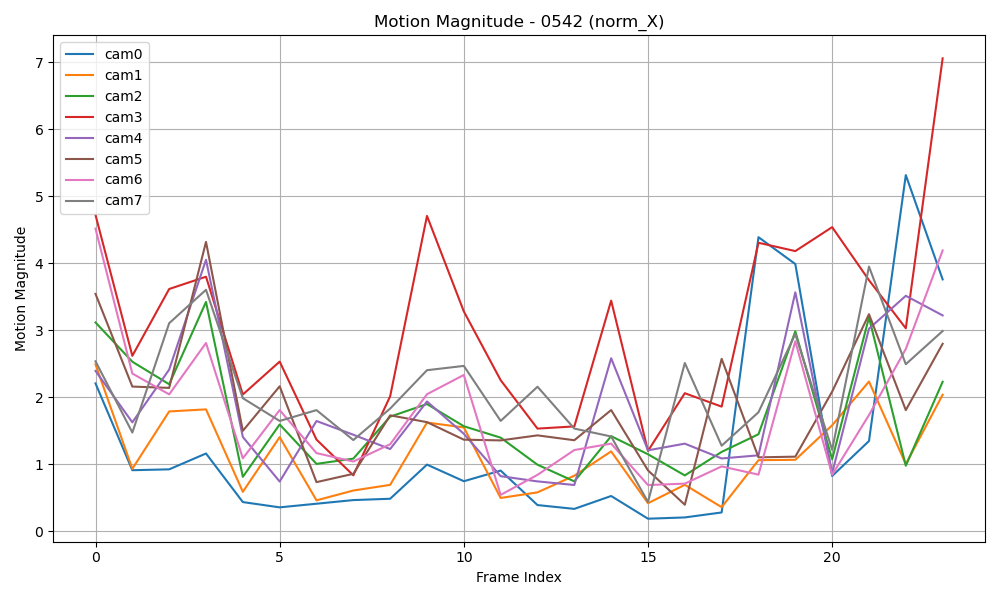 Motion Magnitude - 0542 (norm_X)
cam0
cam1
cam2
cam3
cam4
cam5
cam6
cam7
Motion Magnitude
7
6
5
4
3
2
1
0
0 5 10 15 20
Frame Index